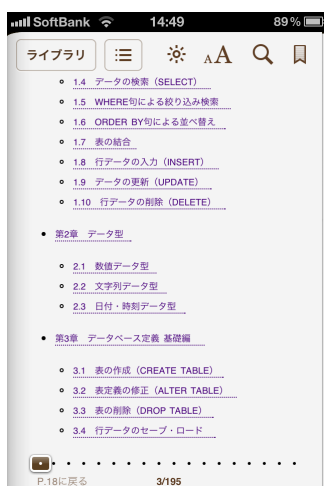 SoftBank 14:49 89%
ライブラリ AA
1.4 データの検索（SELECT）
1.5 WHERE句による絞り込み検索
1.6 ORDER BY句による並べ替え
1.7 表の結合
1.8 行データの入力（INSERT）
1.9 データの更新（UPDATE）
1.10 行データの削除（DELETE）
第2章 データ型
2.1 数値データ型
2.2 文字列データ型
2.3 日付・時刻データ型
第3章 データベース定義 基礎編
3.1 表の作成（CREATE TABLE）
3.2 表定義の修正（ALTER TABLE）
3.3 表の削除（DROP TABLE）
3.4 行データのセーブ・ロード
P.18に戻る 3/195